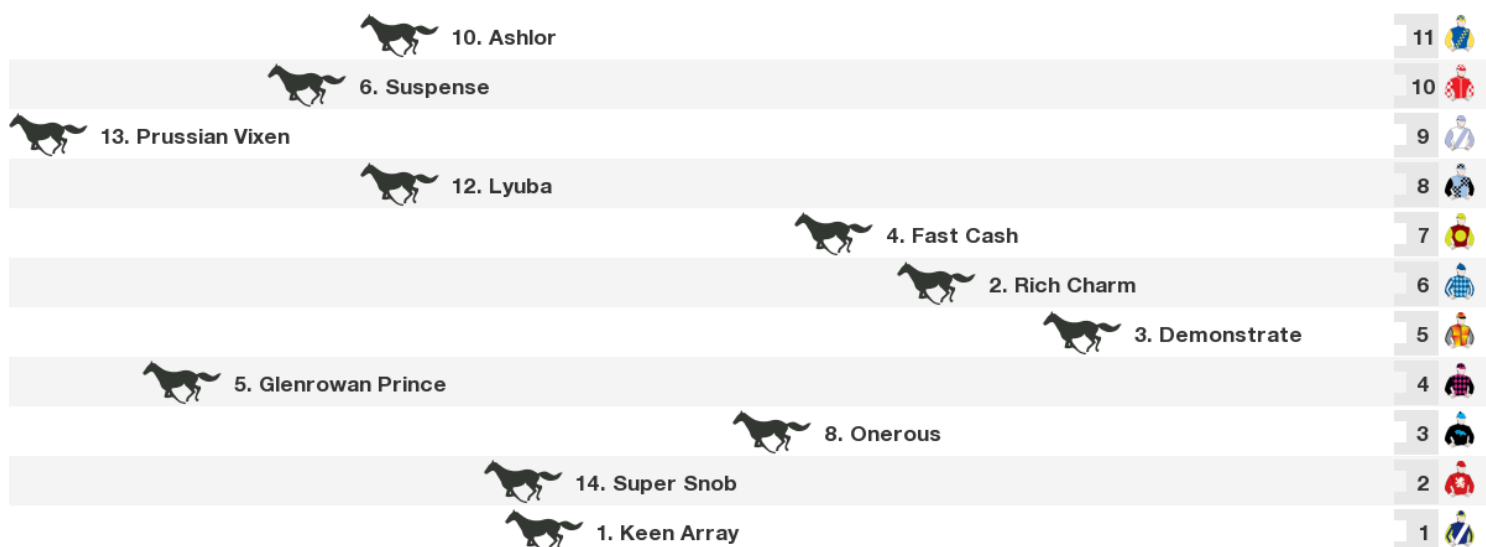 10. Ashlor 11
6. Suspense 10
13. Prussian Vixen 9
12. Lyuba 8
4. Fast Cash 7
2. Rich Charm 6
3. Demonstrate 5
5. Glenrowan Prince 4
8. Onerous 3
14. Super Snob 2
1. Keen Array 1